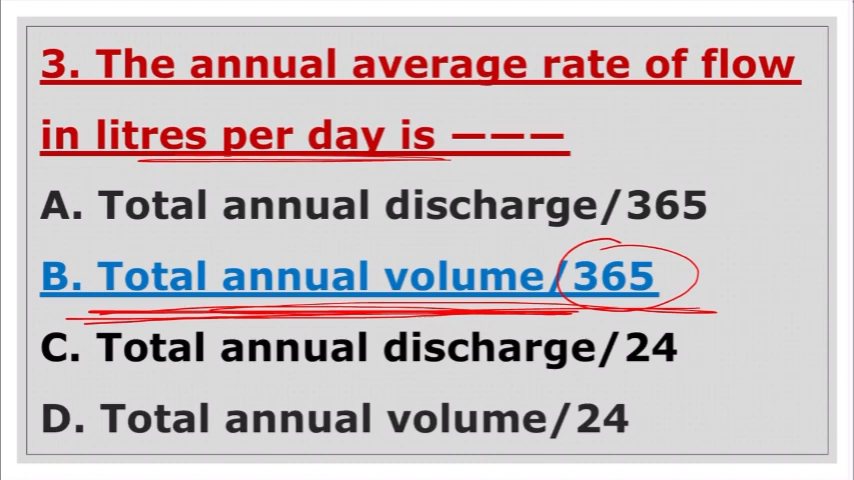 3. The annual average rate of flow
in litres per day is ———
A. Total annual discharge/365
B. Total annual volume/365
C. Total annual discharge/24
D. Total annual volume/24